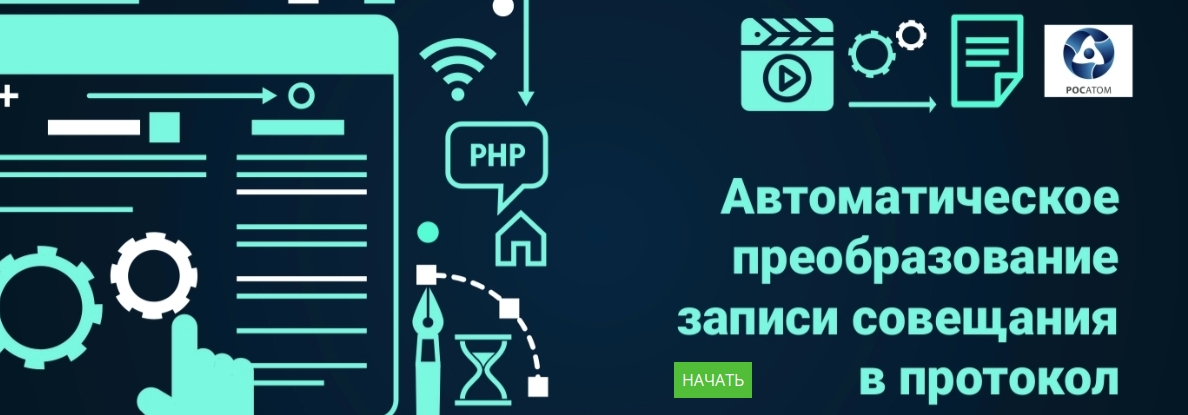 PHP
РОСАТОМ
Автоматическое
преобразование
записи совещания
в протокол
НАЧАТЬ